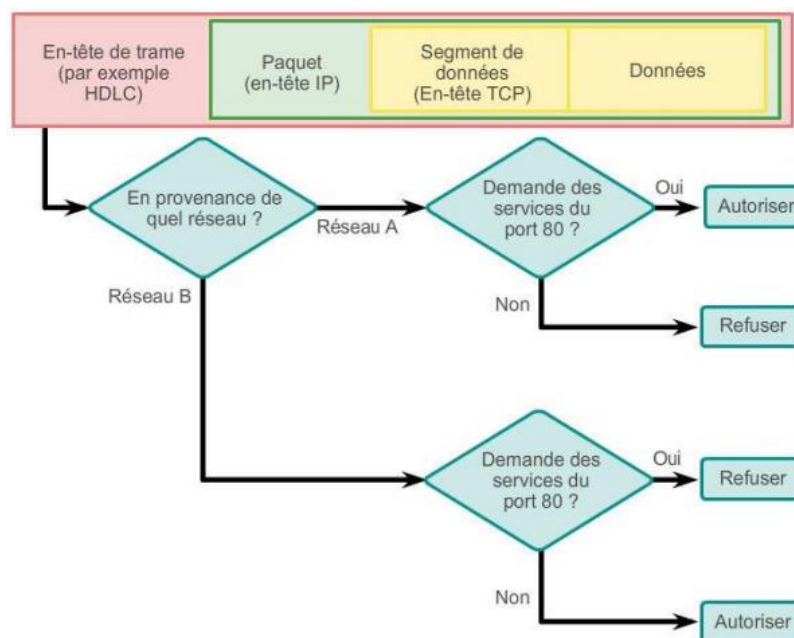 En-tête de trame
(par exemple
HDLC)
Paquet
(en-tête IP)
Segment de
données
(En-tête TCP)
Données
En provenance de
quel réseau ?
Réseau A
Demande des
services du
port 80 ?
Oui
Autoriser
Non
Refuser
Réseau B
Demande des
services du
port 80 ?
Oui
Refuser
Non
Autoriser